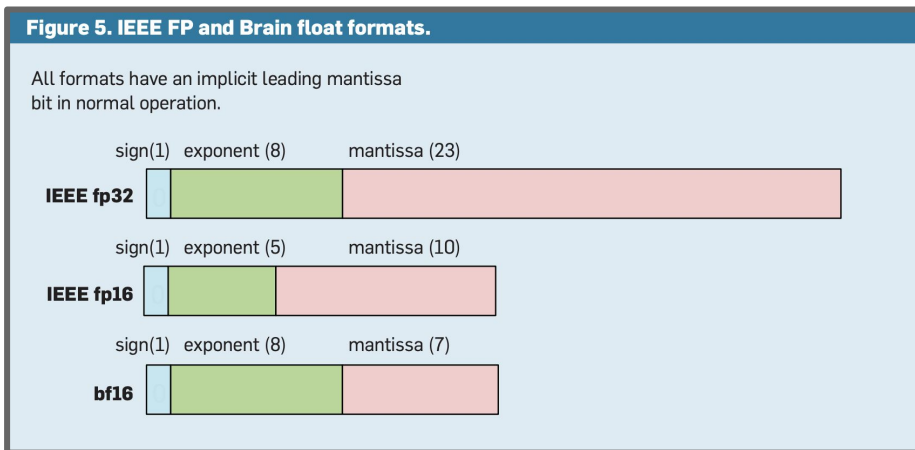 Figure 5. IEEE FP and Brain float formats.
All formats have an implicit leading mantissa
bit in normal operation.
sign(1) exponent (8) mantissa (23)
IEEE fp32
sign(1) exponent (5) mantissa (10)
IEEE fp16
sign(1) exponent (8) mantissa (7)
bf16